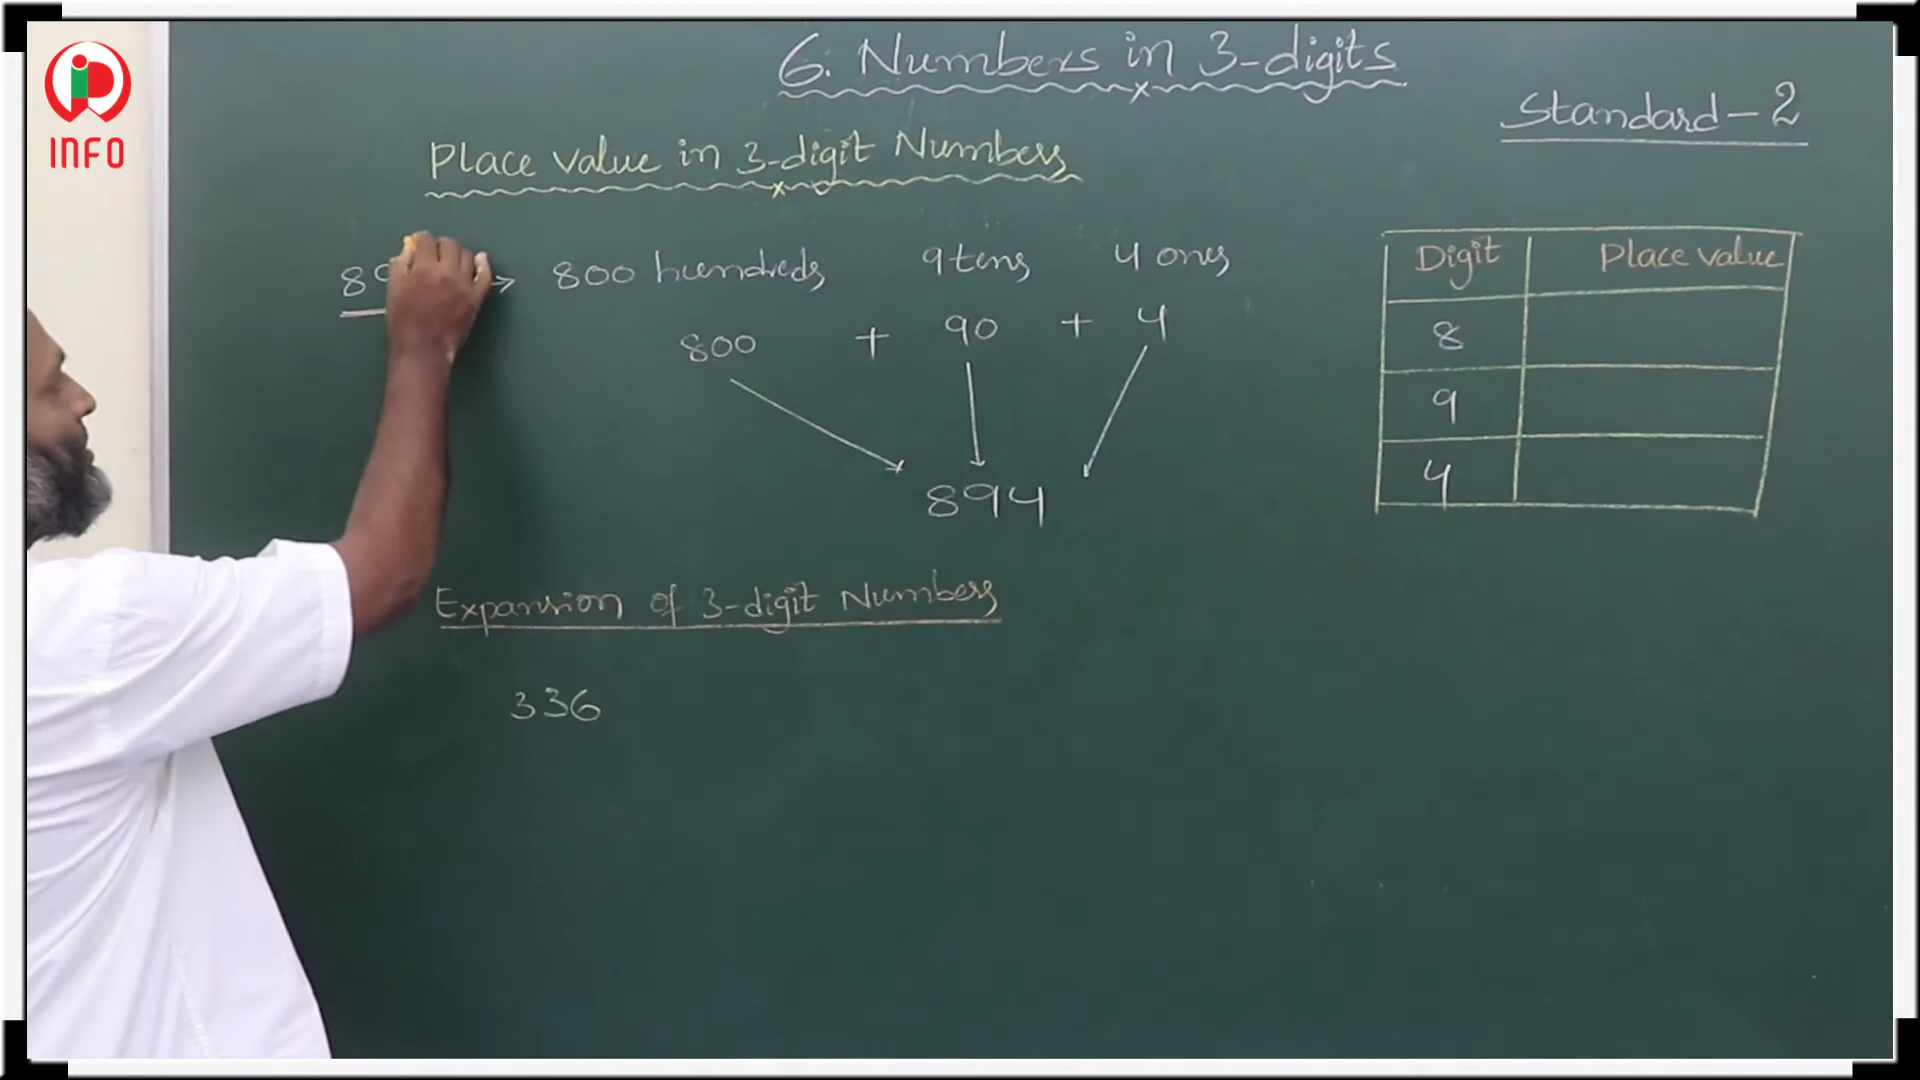 INFO
6. Numbers in 3-digits
Standard - 2
Place value in 3-digit Numbers
→ 800 hundreds 9 tens 4 ones
800 + 90 + 4
894
Digit Place value
8
9
4
Expansion of 3-digit Numbers
336